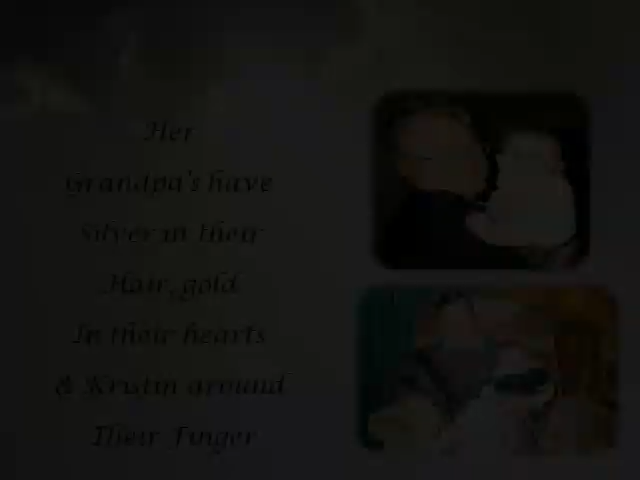 Her
Grandpa's have
Silver in their
Hair, gold
In their hearts
& Kristin around
Their Finger